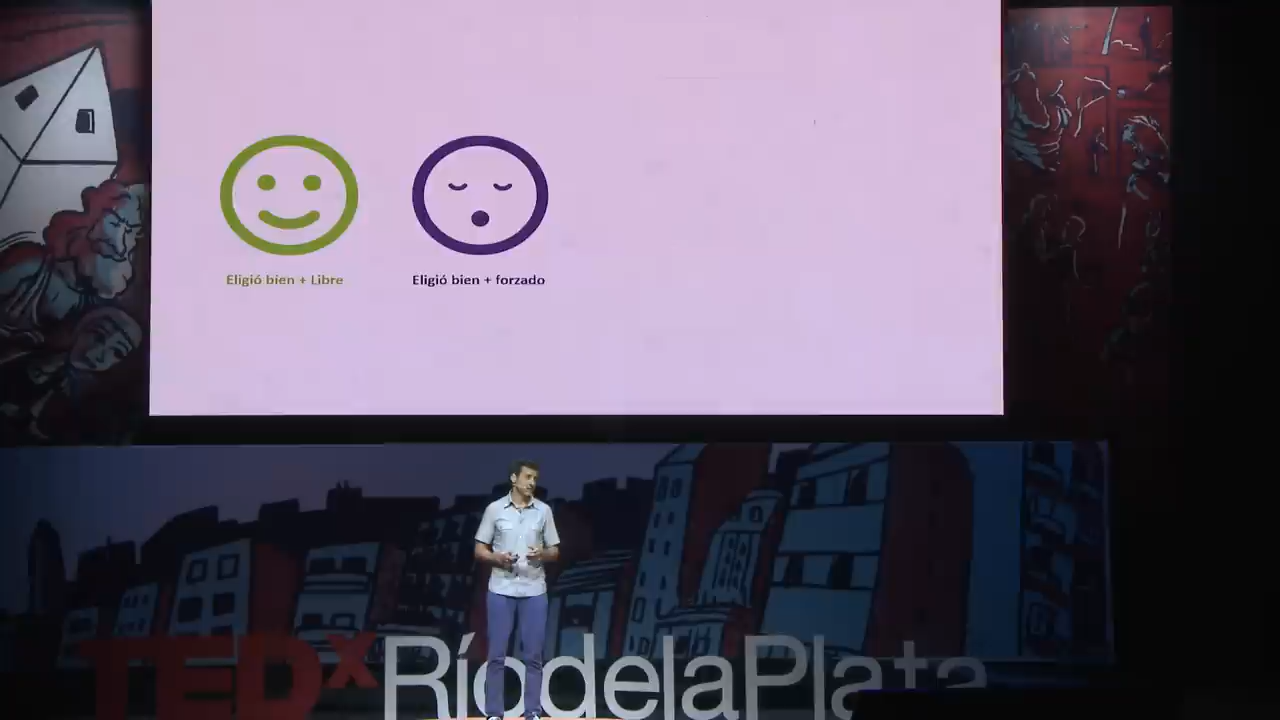 Eligió bien + Libre
Eligió bien + forzado
TEDxRíodelaPlata